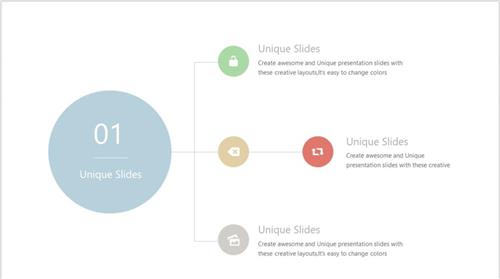 01
Unique Slides
Unique Slides
Create awesome and Unique presentation slides with
these creative layouts,It's easy to change colors
Unique Slides
Create awesome and Unique
presentation slides with these creative
Unique Slides
Create awesome and Unique presentation slides with
these creative layouts,It's easy to change colors